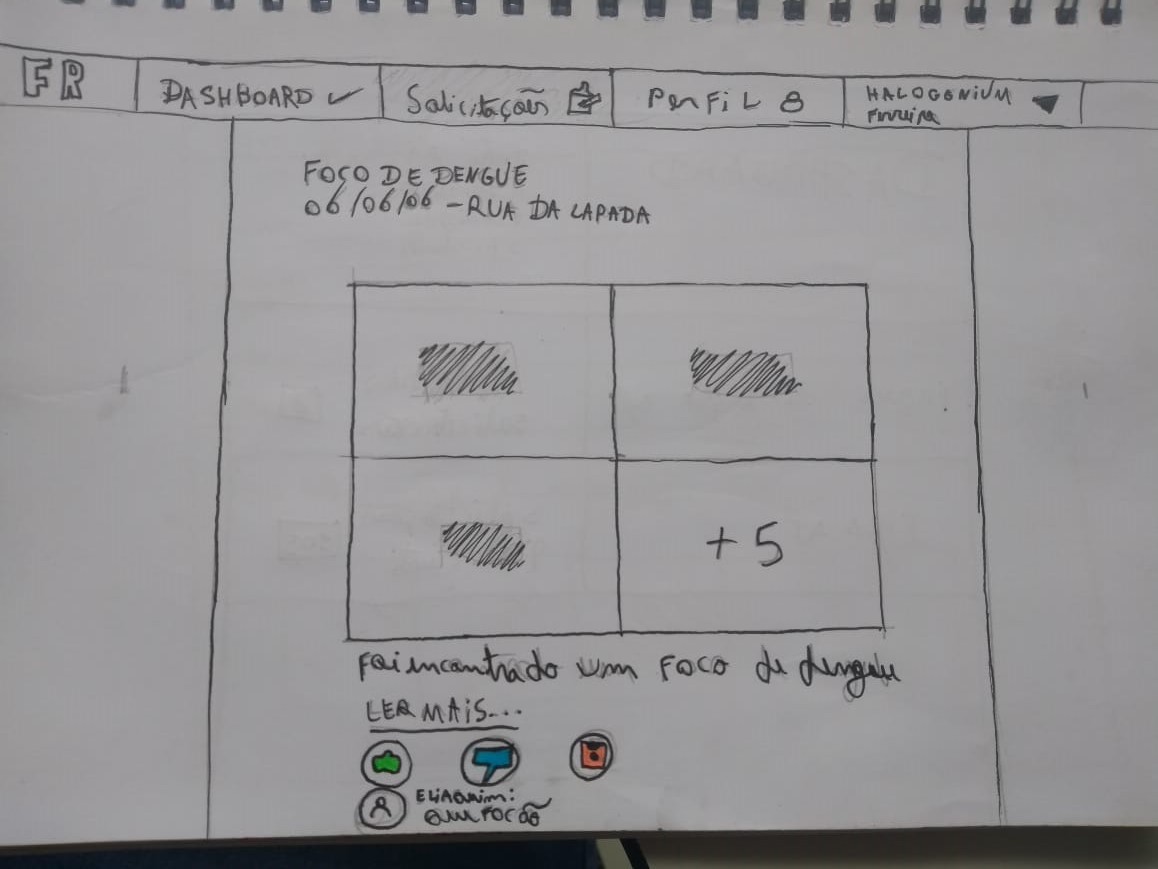 FR
DASHBOARD
Solicitações
PERFIL
HALOGENIUM
Ferreira
FOCO DE DENGUE
06/06/06 - RUA DA LAPADA
+5
Foi encontrado um FOCO de dengue
LER MAIS...
ELIAQUIM:
QUE FOCÃO